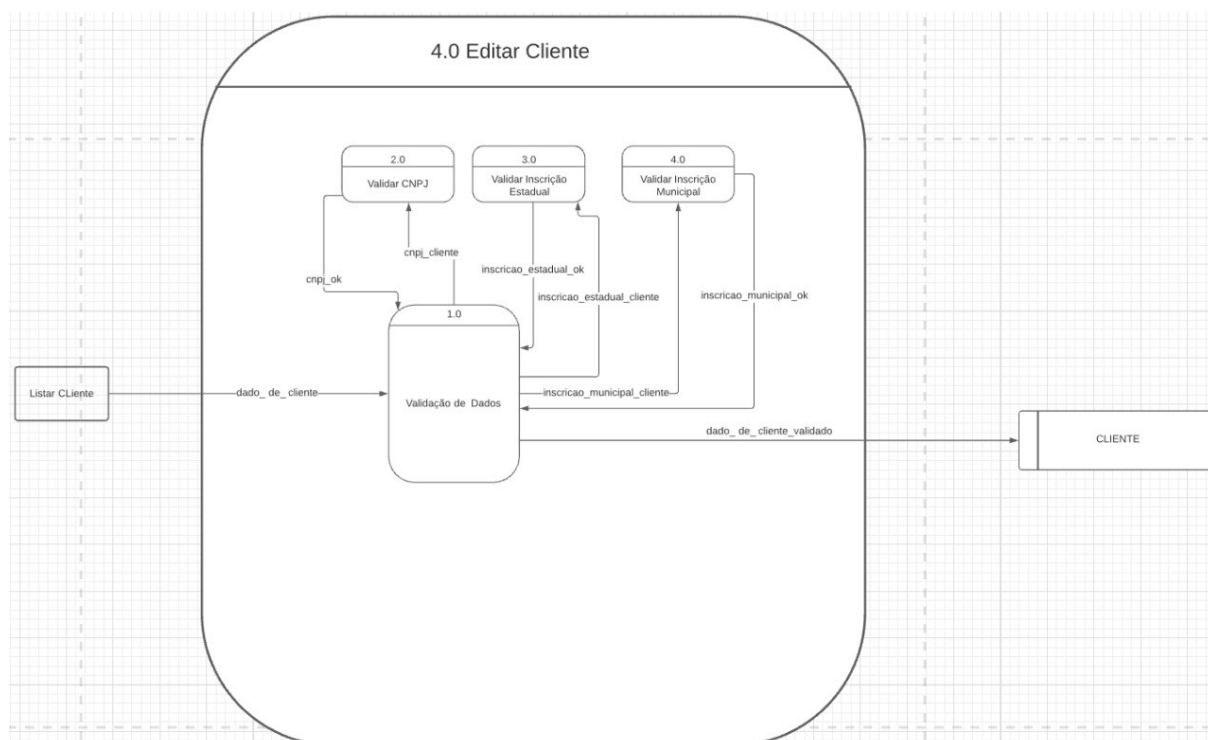 4.0 Editar Cliente
2.0
Validar CNPJ
3.0
Validar Inscrição
Estadual
4.0
Validar Inscrição
Municipal
cnpj_cliente
cnpj_ok
inscricao_estadual_ok
inscricao_estadual_cliente
inscricao_municipal_ok
1.0
Validação de Dados
Listar CLiente
dado_ de_ cliente
inscricao_municipal_cliente
dado_ de_ cliente_validado
CLIENTE